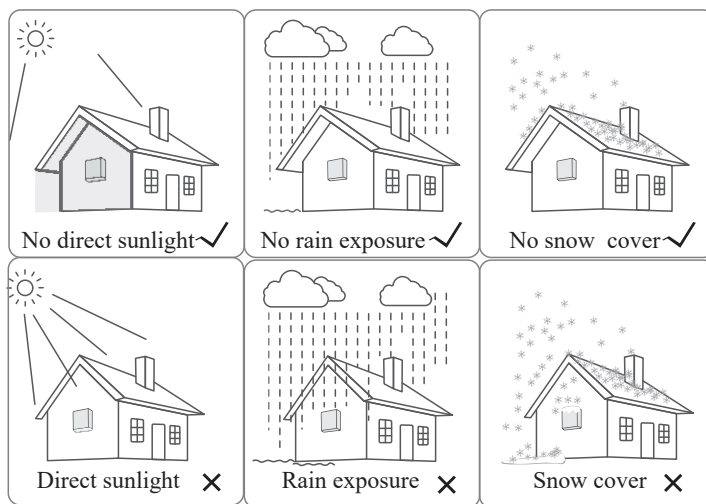 No direct sunlight
No rain exposure
No snow cover
Direct sunlight
Rain exposure
Snow cover